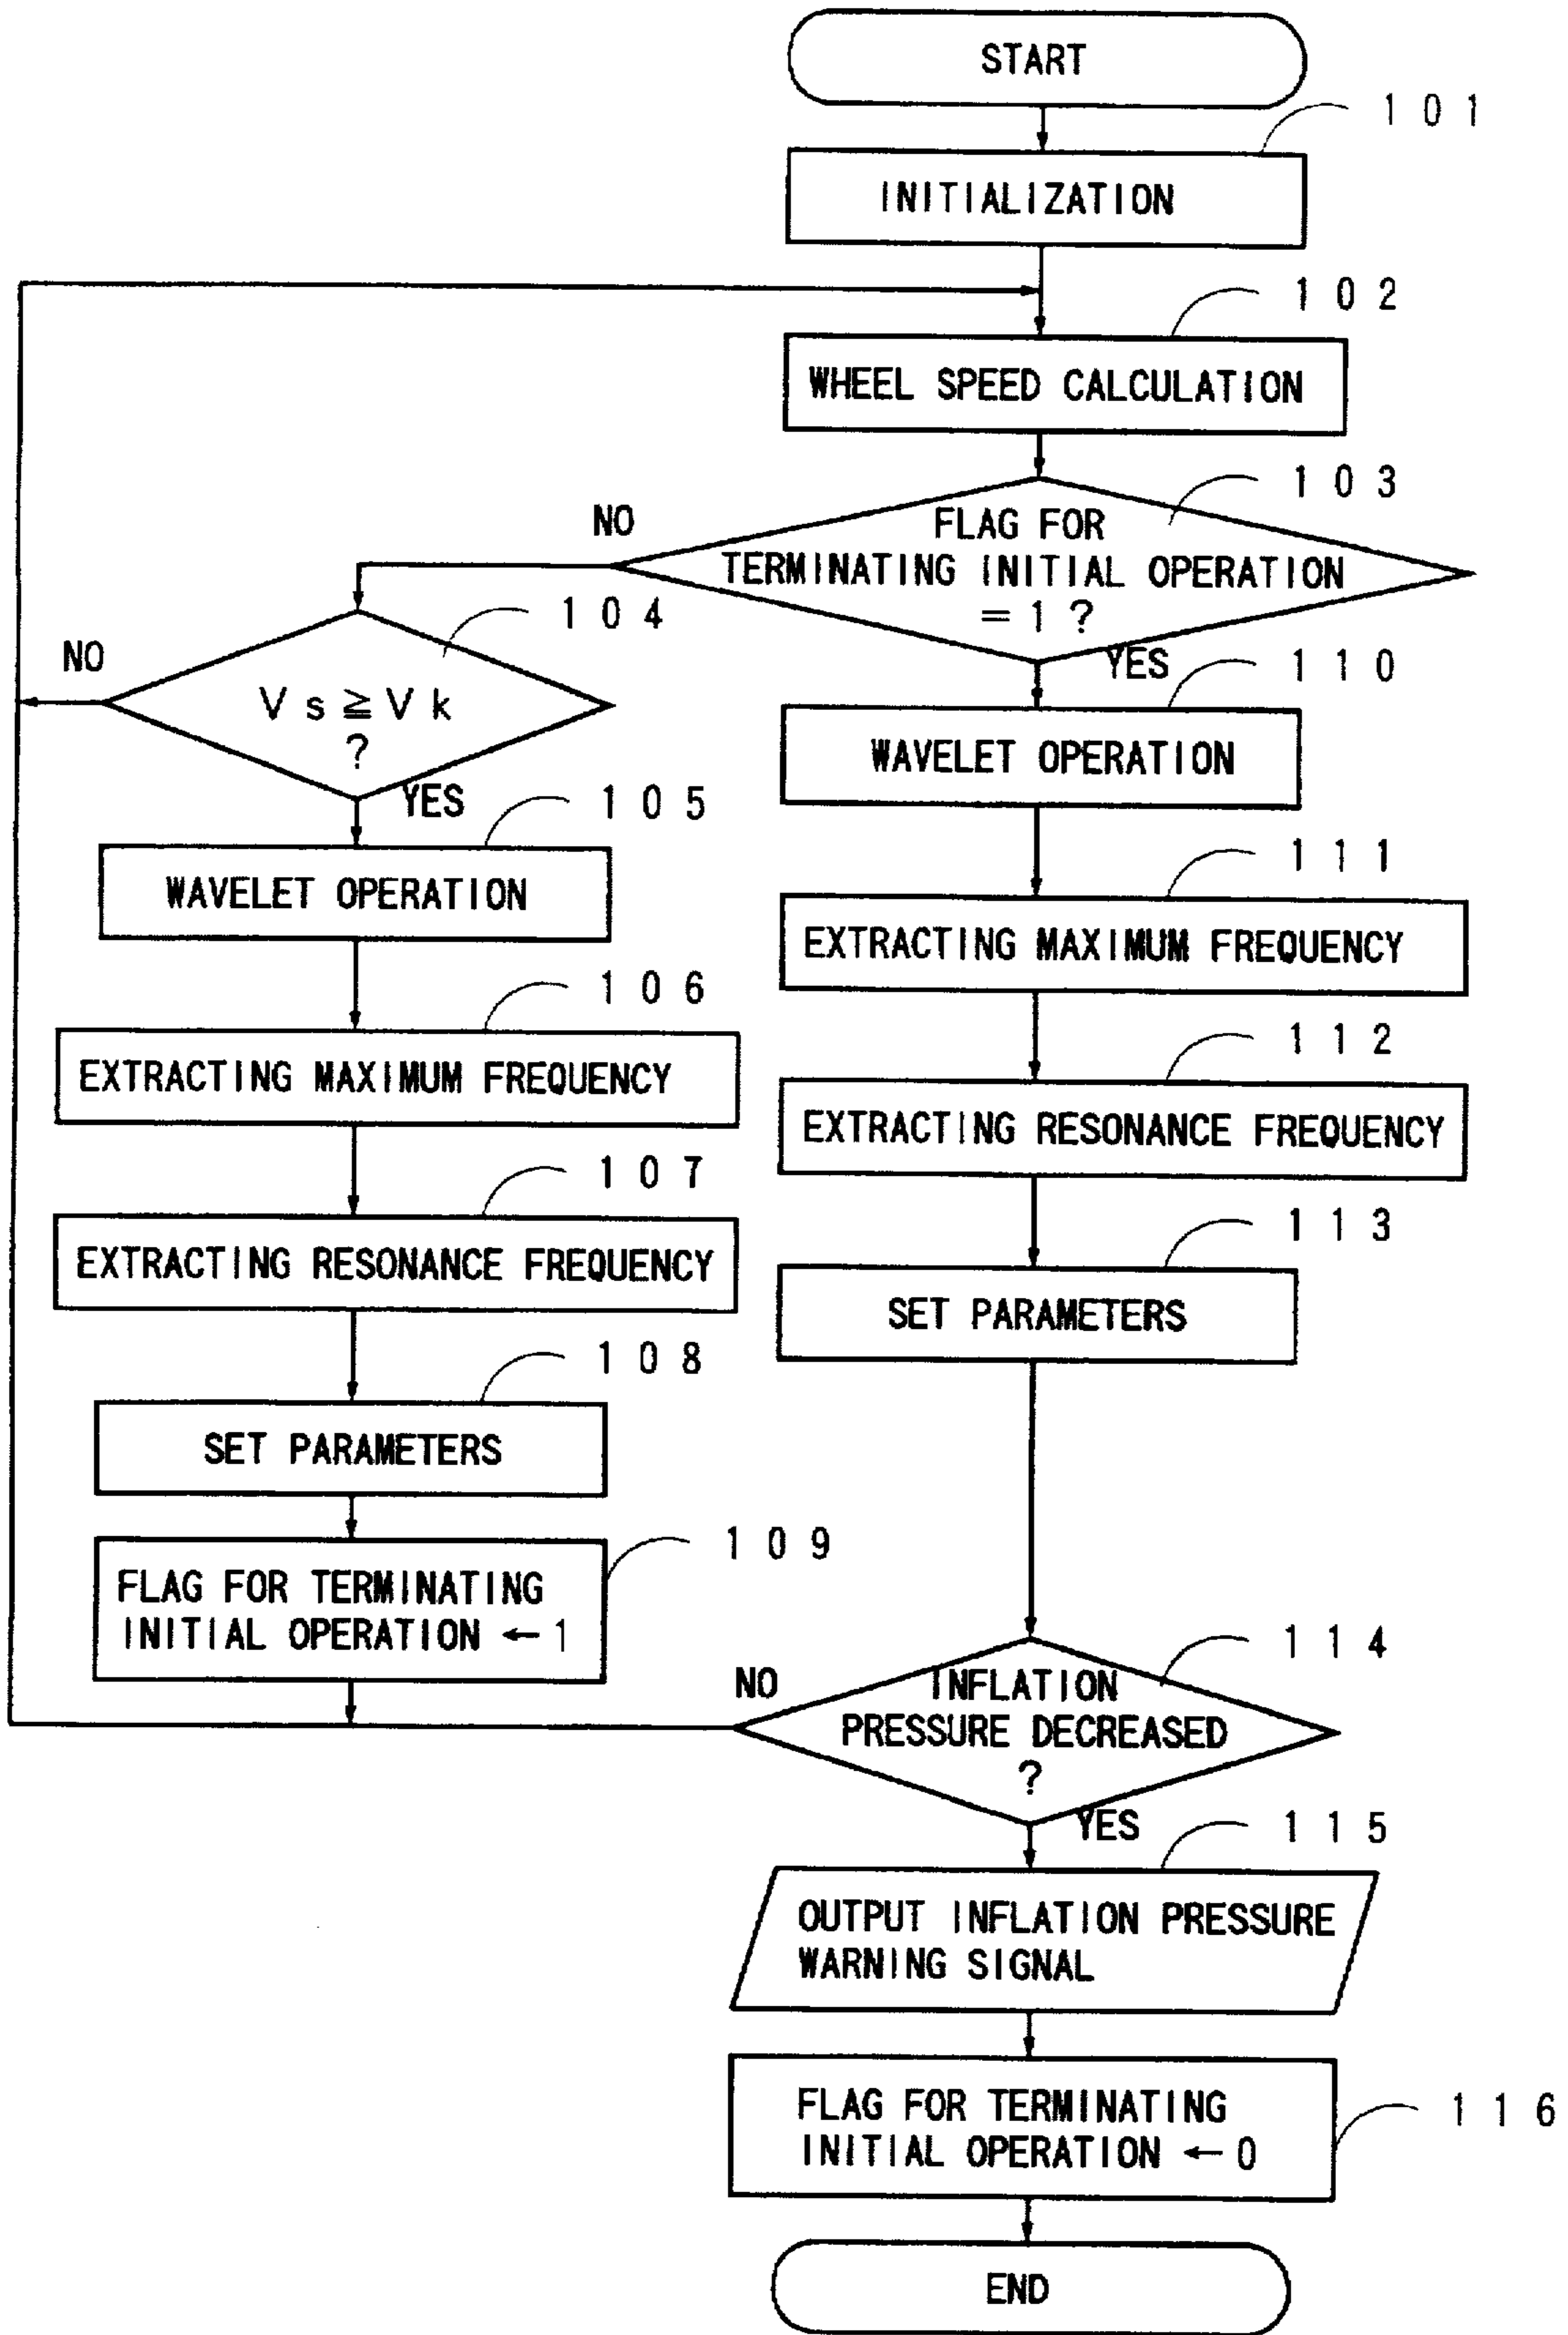 START
101
INITIALIZATION
102
WHEEL SPEED CALCULATION
103
NO
FLAG FOR
TERMINATING INITIAL OPERATION
= 1 ?
YES
104
NO
Vs ≧ Vk
?
YES
105
WAVELET OPERATION
106
EXTRACTING MAXIMUM FREQUENCY
107
EXTRACTING RESONANCE FREQUENCY
108
SET PARAMETERS
109
FLAG FOR TERMINATING
INITIAL OPERATION ← 1
110
WAVELET OPERATION
111
EXTRACTING MAXIMUM FREQUENCY
112
EXTRACTING RESONANCE FREQUENCY
113
SET PARAMETERS
114
NO
INFLATION
PRESSURE DECREASED
?
YES
115
OUTPUT INFLATION PRESSURE
WARNING SIGNAL
116
FLAG FOR TERMINATING
INITIAL OPERATION ← 0
END